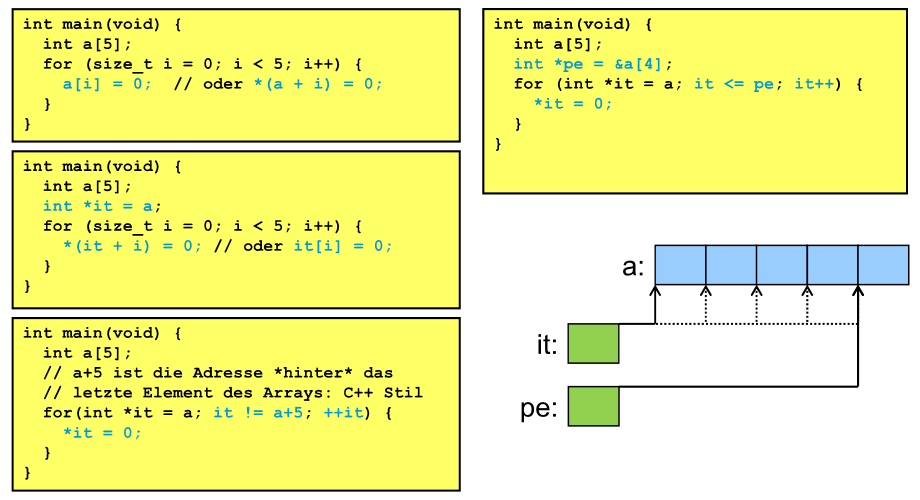 int main(void) {
  int a[5];
  for (size_t i = 0; i < 5; i++) {
    a[i] = 0;  // oder *(a + i) = 0;
  }
}
int main(void) {
  int a[5];
  int *it = a;
  for (size_t i = 0; i < 5; i++) {
    *(it + i) = 0; // oder it[i] = 0;
  }
}
int main(void) {
  int a[5];
  // a+5 ist die Adresse *hinter* das
  // letzte Element des Arrays: C++ Stil
  for(int *it = a; it != a+5; ++it) {
    *it = 0;
  }
}
int main(void) {
  int a[5];
  int *pe = &a[4];
  for (int *it = a; it <= pe; it++) {
    *it = 0;
  }
}
a:
it:
pe: